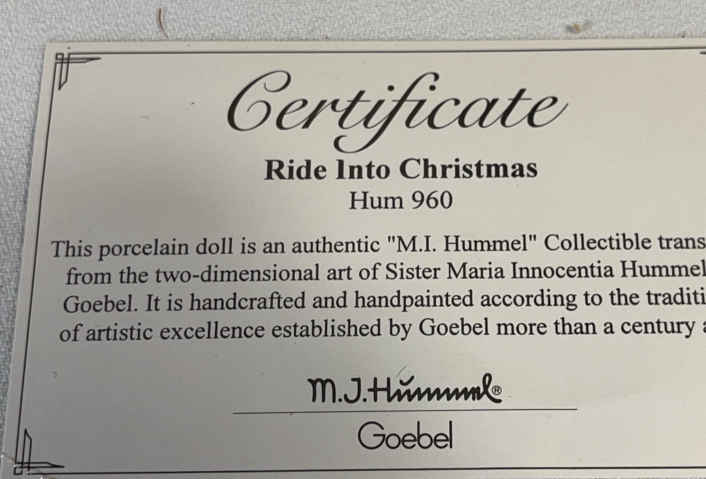 Certificate
Ride Into Christmas
Hum 960
This porcelain doll is an authentic "M.I. Hummel" Collectible trans
from the two-dimensional art of Sister Maria Innocentia Hummel
Goebel. It is handcrafted and handpainted according to the traditi
of artistic excellence established by Goebel more than a century a
M.J.Hummel®
Goebel